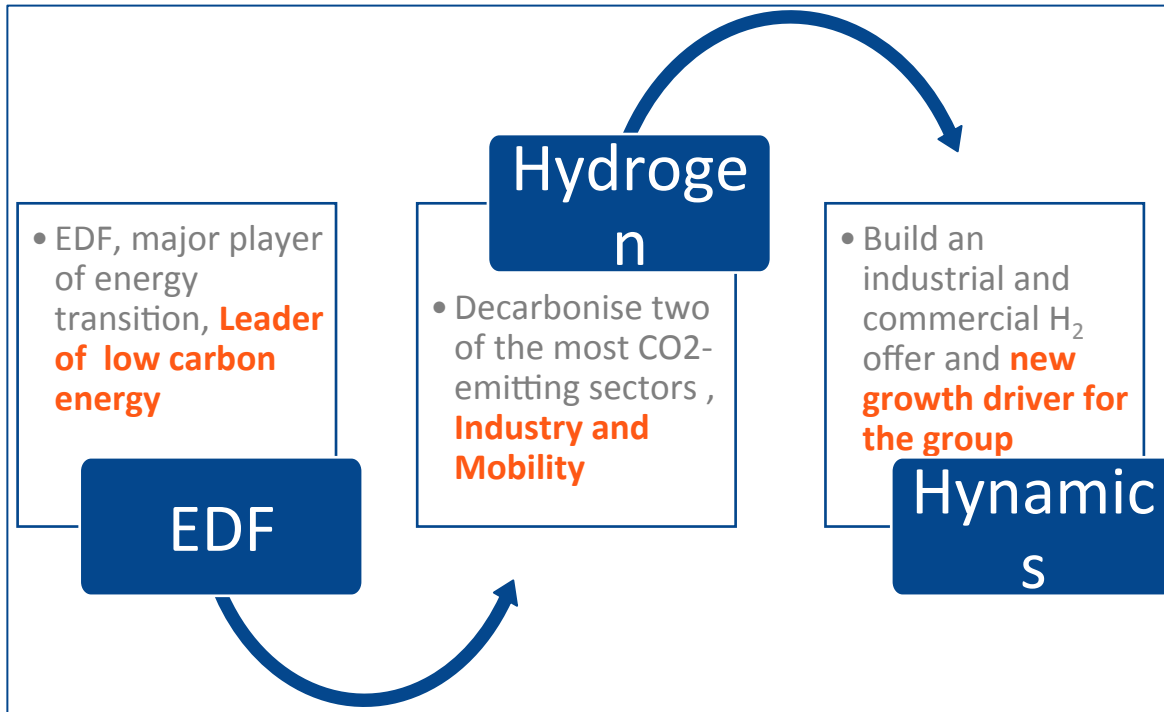 • EDF, major player
of energy
transition, Leader
of low carbon
energy
EDF
Hydroge
n
• Decarbonise two
of the most CO2-
emitting sectors ,
Industry and
Mobility
• Build an
industrial and
commercial H₂
offer and new
growth driver for
the group
Hynamic
s